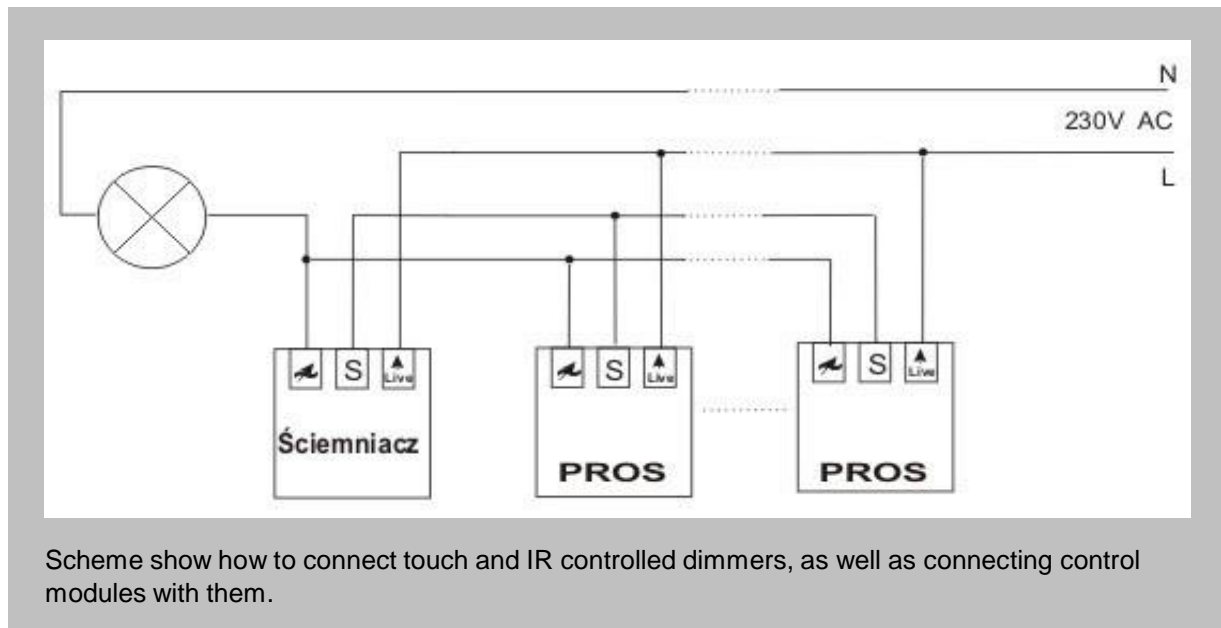 N
230V AC
L
S
Live
S
Live
S
Live
Ściemniacz
PROS
PROS
Scheme show how to connect touch and IR controlled dimmers, as well as connecting control
modules with them.